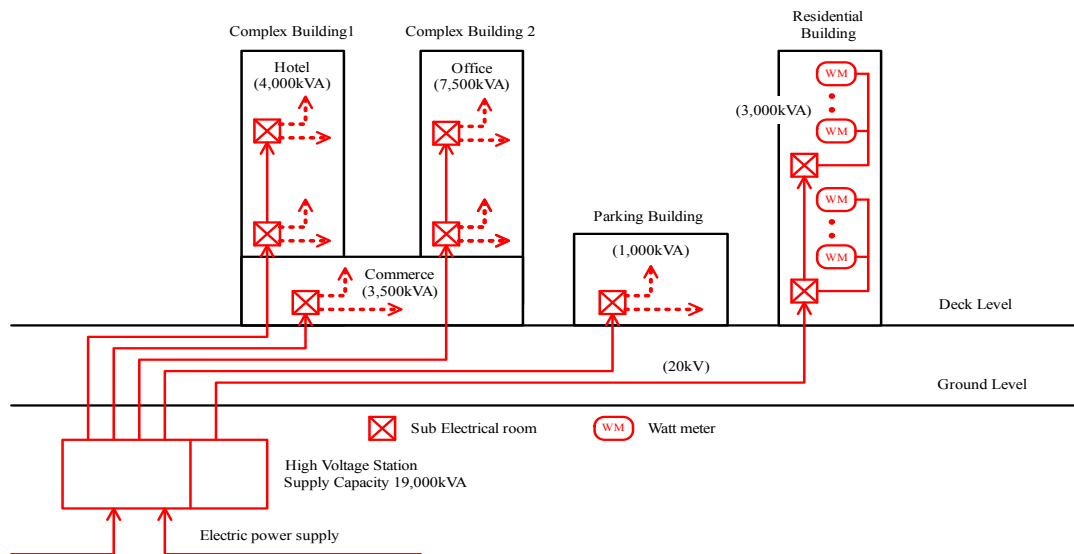 Complex Building1
Complex Building 2
Residential
Building
Hotel
(4,000kVA)
Office
(7,500kVA)
WM
(3,000kVA)
WM
WM
Parking Building
(1,000kVA)
WM
Commerce
(3,500kVA)
Deck Level
(20kV)
Ground Level
Sub Electrical room
WM
Watt meter
High Voltage Station
Supply Capacity 19,000kVA
Electric power supply